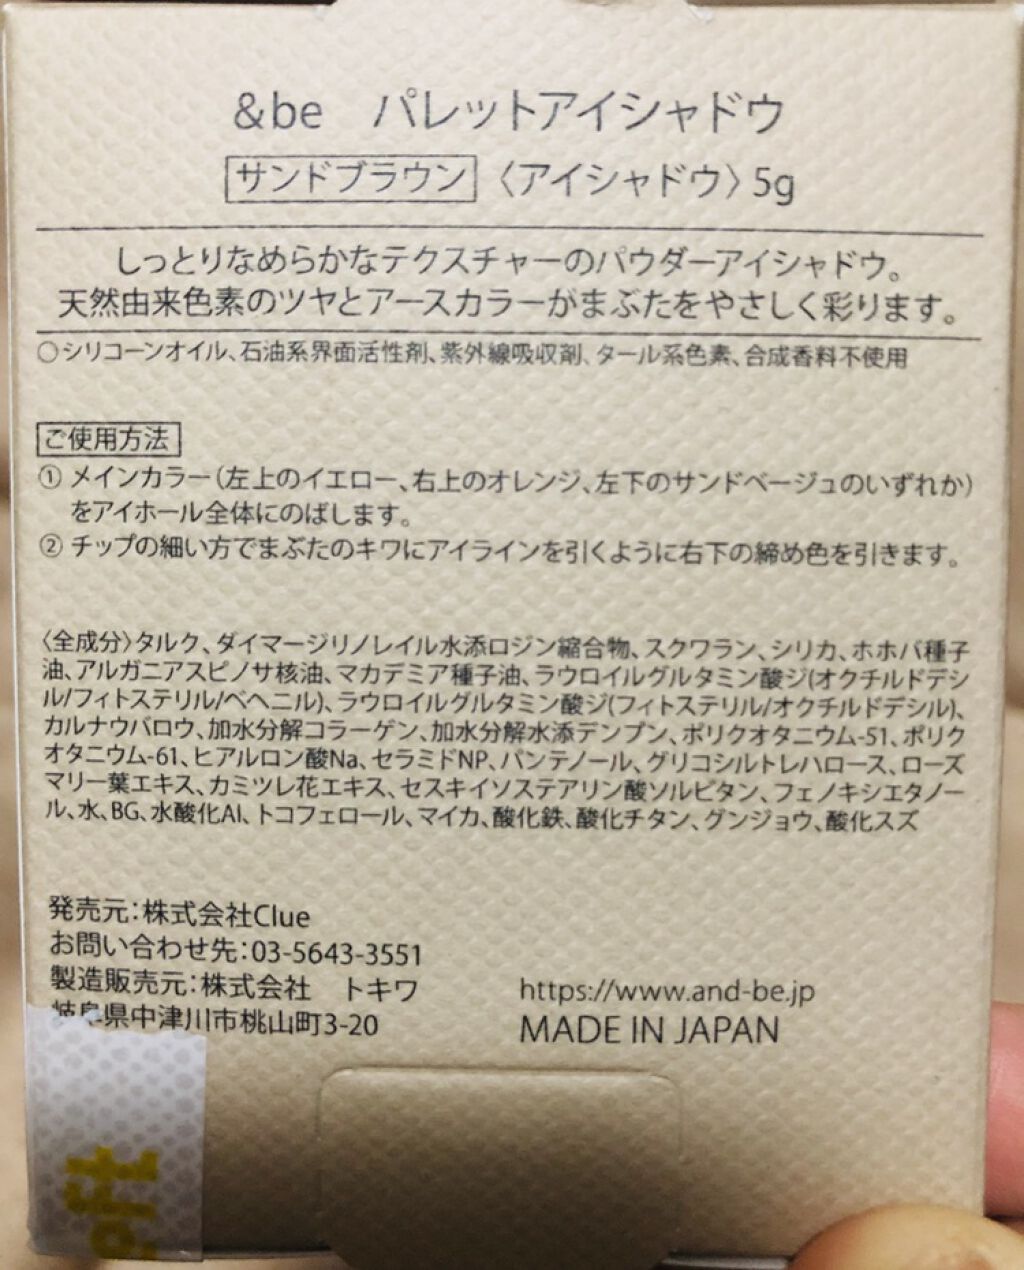 &be パレットアイシャドウ
サンドブラウン 〈アイシャドウ〉5g
しっとりなめらかなテクスチャーのパウダーアイシャドウ。
天然由来色素のツヤとアースカラーがまぶたをやさしく彩ります。
○シリコーンオイル、石油系界面活性剤、紫外線吸収剤、タール系色素、合成香料不使用
ご使用方法
① メインカラー（左上のイエロー、右上のオレンジ、左下のサンドベージュのいずれか）
をアイホール全体にのばします。
② チップの細い方でまぶたのキワにアイラインを引くように右下の締め色を引きます。
〈全成分〉タルク、ダイマージリノレイル水添ロジン縮合物、スクワラン、シリカ、ホホバ種子
油、アルガニアスピノサ核油、マカデミア種子油、ラウロイルグルタミン酸ジ(オクチルドデシ
ル/フィトステリル/ベヘニル)、ラウロイルグルタミン酸ジ(フィトステリル/オクチルドデシル)、
カルナウバロウ、加水分解コラーゲン、加水分解水添デンプン、ポリクオタニウム-51、ポリク
オタニウム-61、ヒアルロン酸Na、セラミドNP、パンテノール、グリコシルトレハロース、ローズ
マリー葉エキス、カミツレ花エキス、セスキイソステアリン酸ソルビタン、フェノキシエタノー
ル、水、BG、水酸化Al、トコフェロール、マイカ、酸化鉄、酸化チタン、グンジョウ、酸化スズ
発売元：株式会社Clue
お問い合わせ先：03-5643-3551
製造販売元：株式会社 トキワ
岐阜県中津川市桃山町3-20
https://www.and-be.jp
MADE IN JAPAN